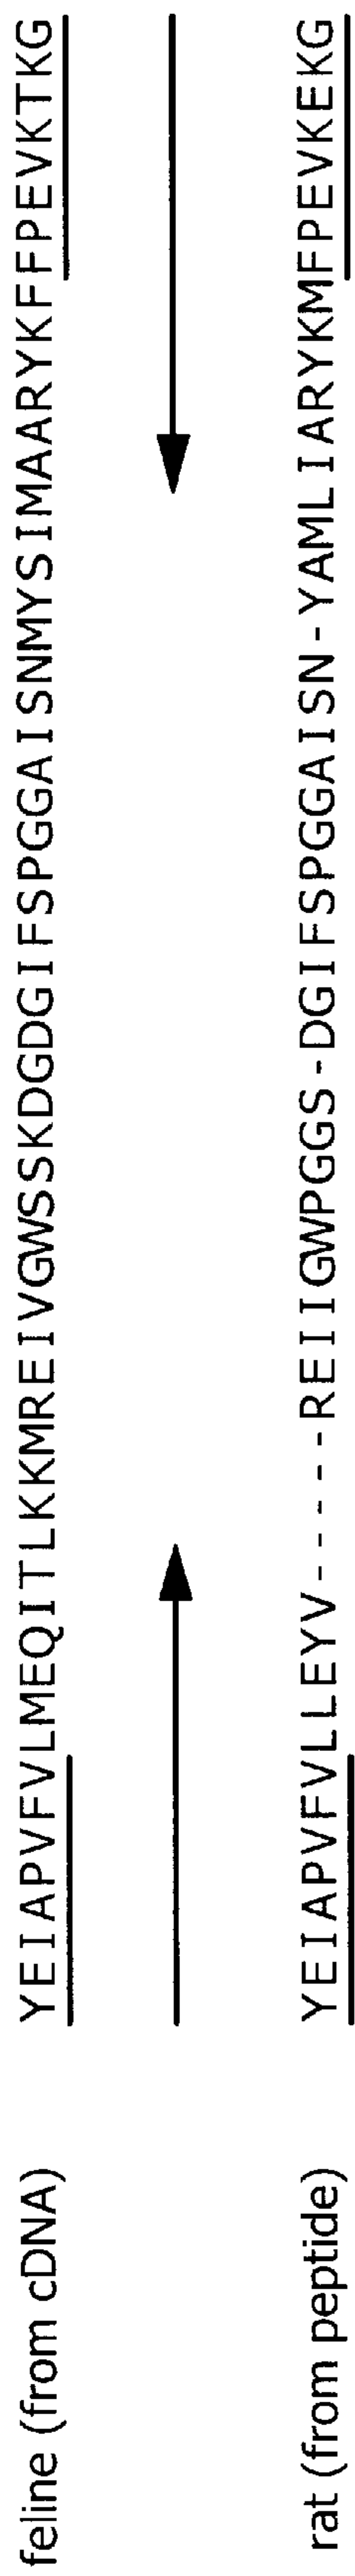 feline (from cDNA) YEIAPVFVLMEQITLKKMREIVGWSSKDGDGIFSPGGAISNMYSIMAARYKFFPEVKTKG
rat (from peptide) YEIAPVFVLLEYV-----REIIGWPGGS-DGIFSPGGAISN-YAMLIARYKMFPEVKEKG